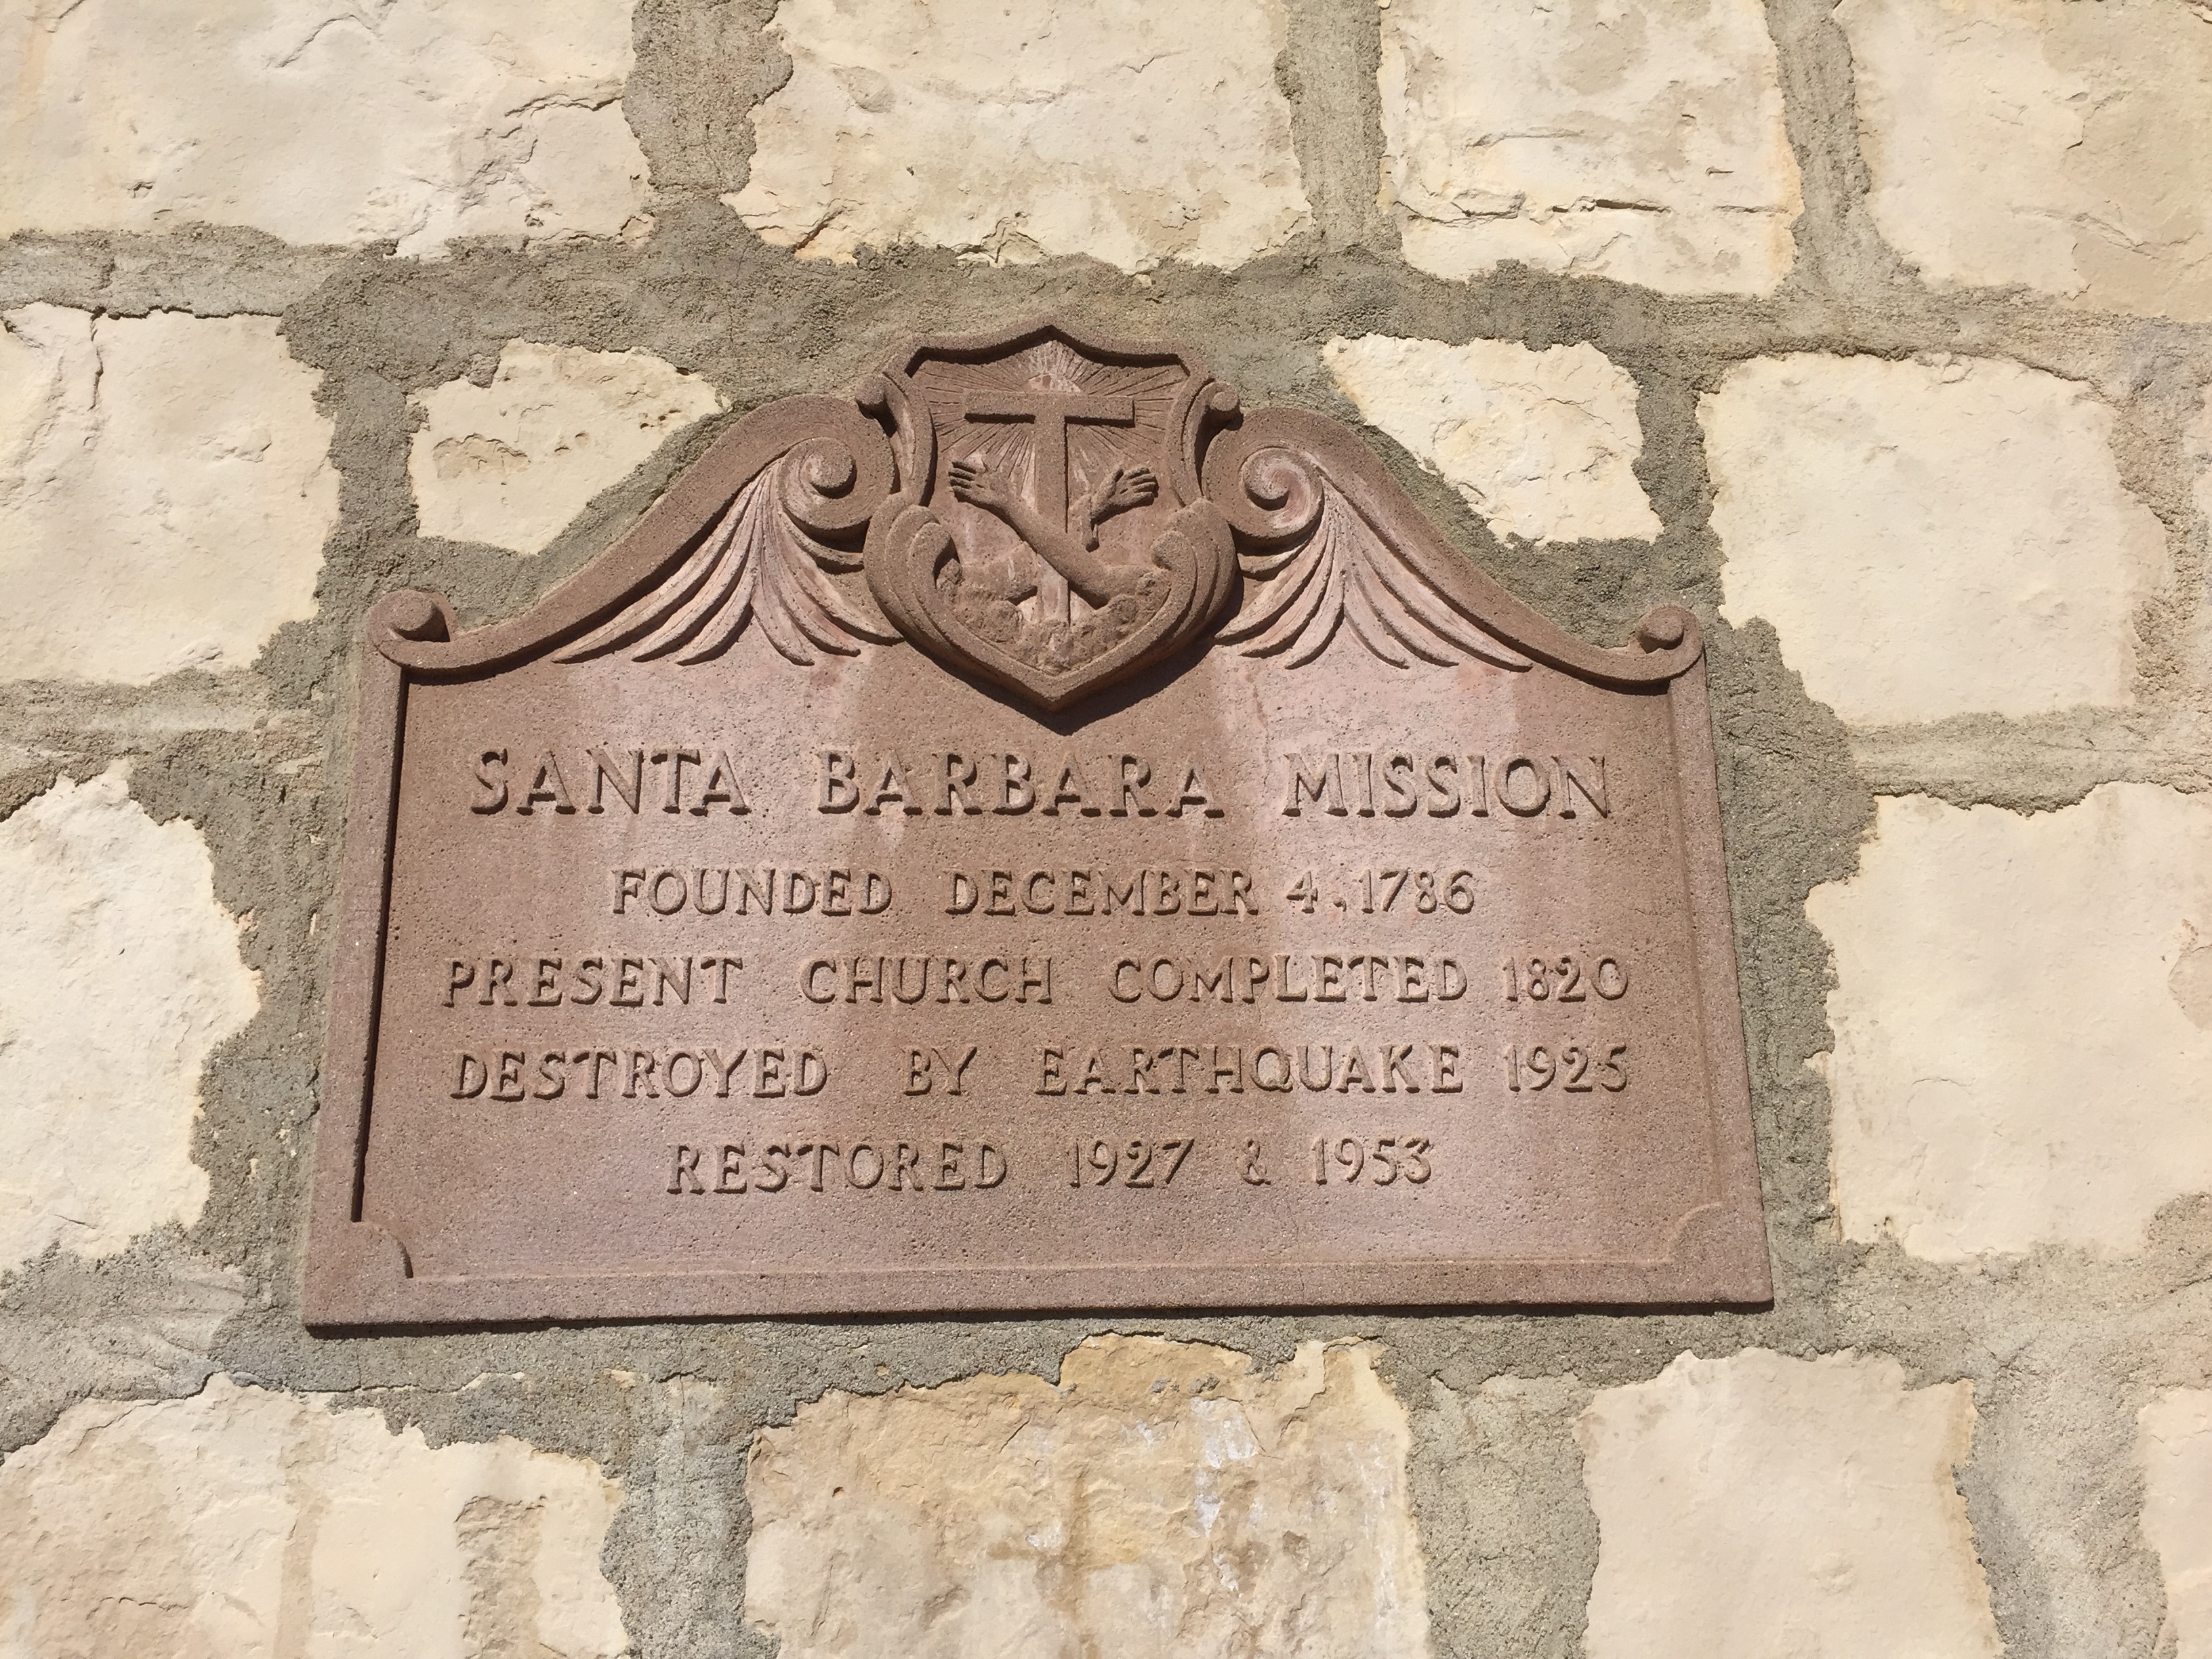 SANTA BARBARA MISSION
FOUNDED DECEMBER 4, 1786
PRESENT CHURCH COMPLETED 1820
DESTROYED BY EARTHQUAKE 1925
RESTORED 1927 & 1953